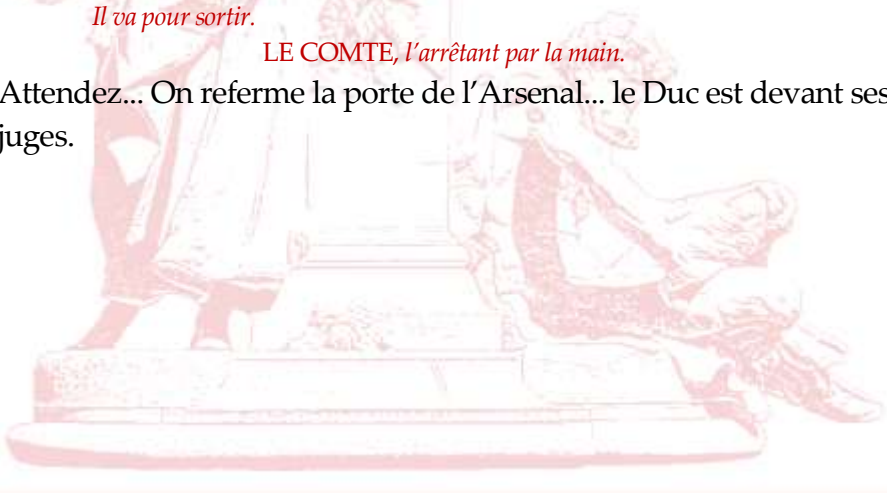 Il va pour sortir.
LE COMTE, l’arrêtant par la main.
Attendez... On referme la porte de l’Arsenal... le Duc est devant ses
juges.